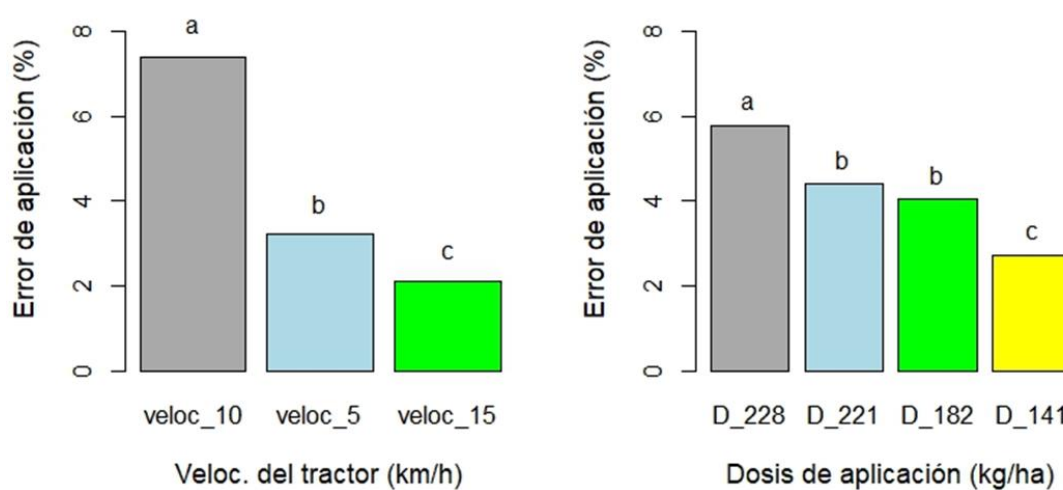 Error de aplicación (%)
8
6
4
2
0
a
b
c
veloc_10 veloc_5 veloc_15
Veloc. del tractor (km/h)
Error de aplicación (%)
8
6
4
2
0
a
b
b
c
D_228 D_221 D_182 D_141
Dosis de aplicación (kg/ha)